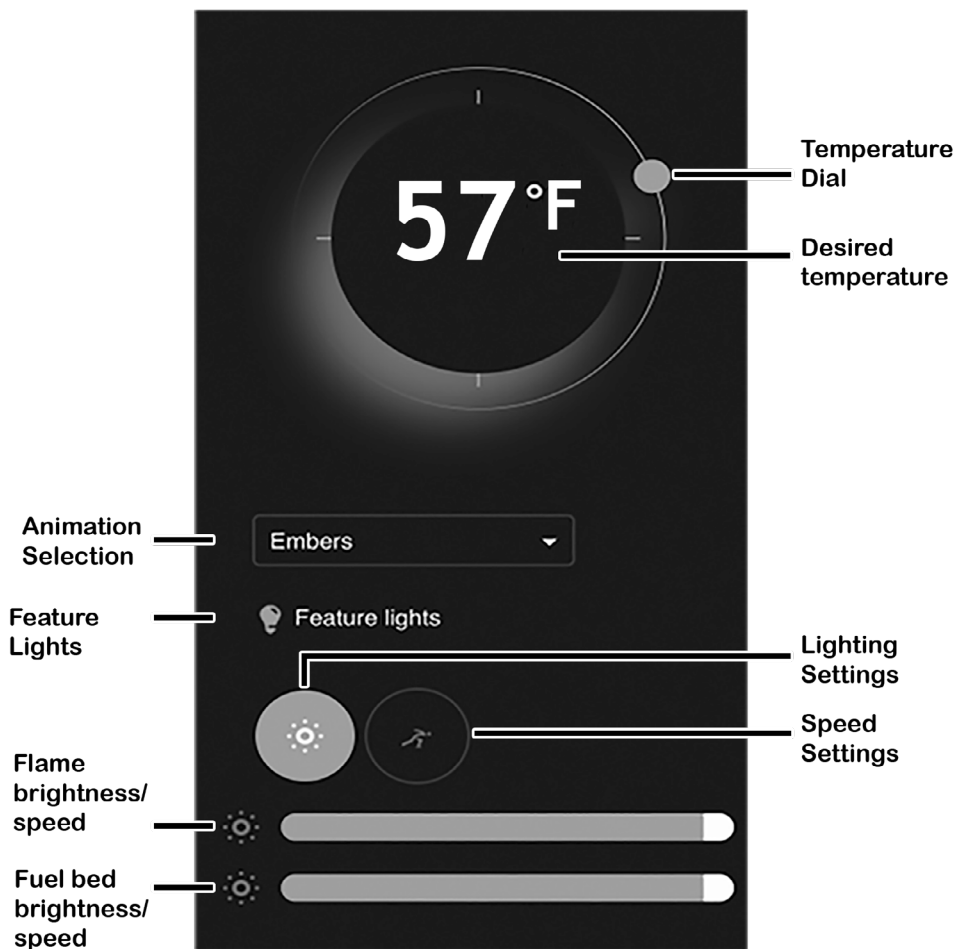 57°F
Temperature
Dial
Desired
temperature
Animation
Selection
Embers
Feature
Lights
Feature lights
Lighting
Settings
Speed
Settings
Flame
brightness/
speed
Fuel bed
brightness/
speed